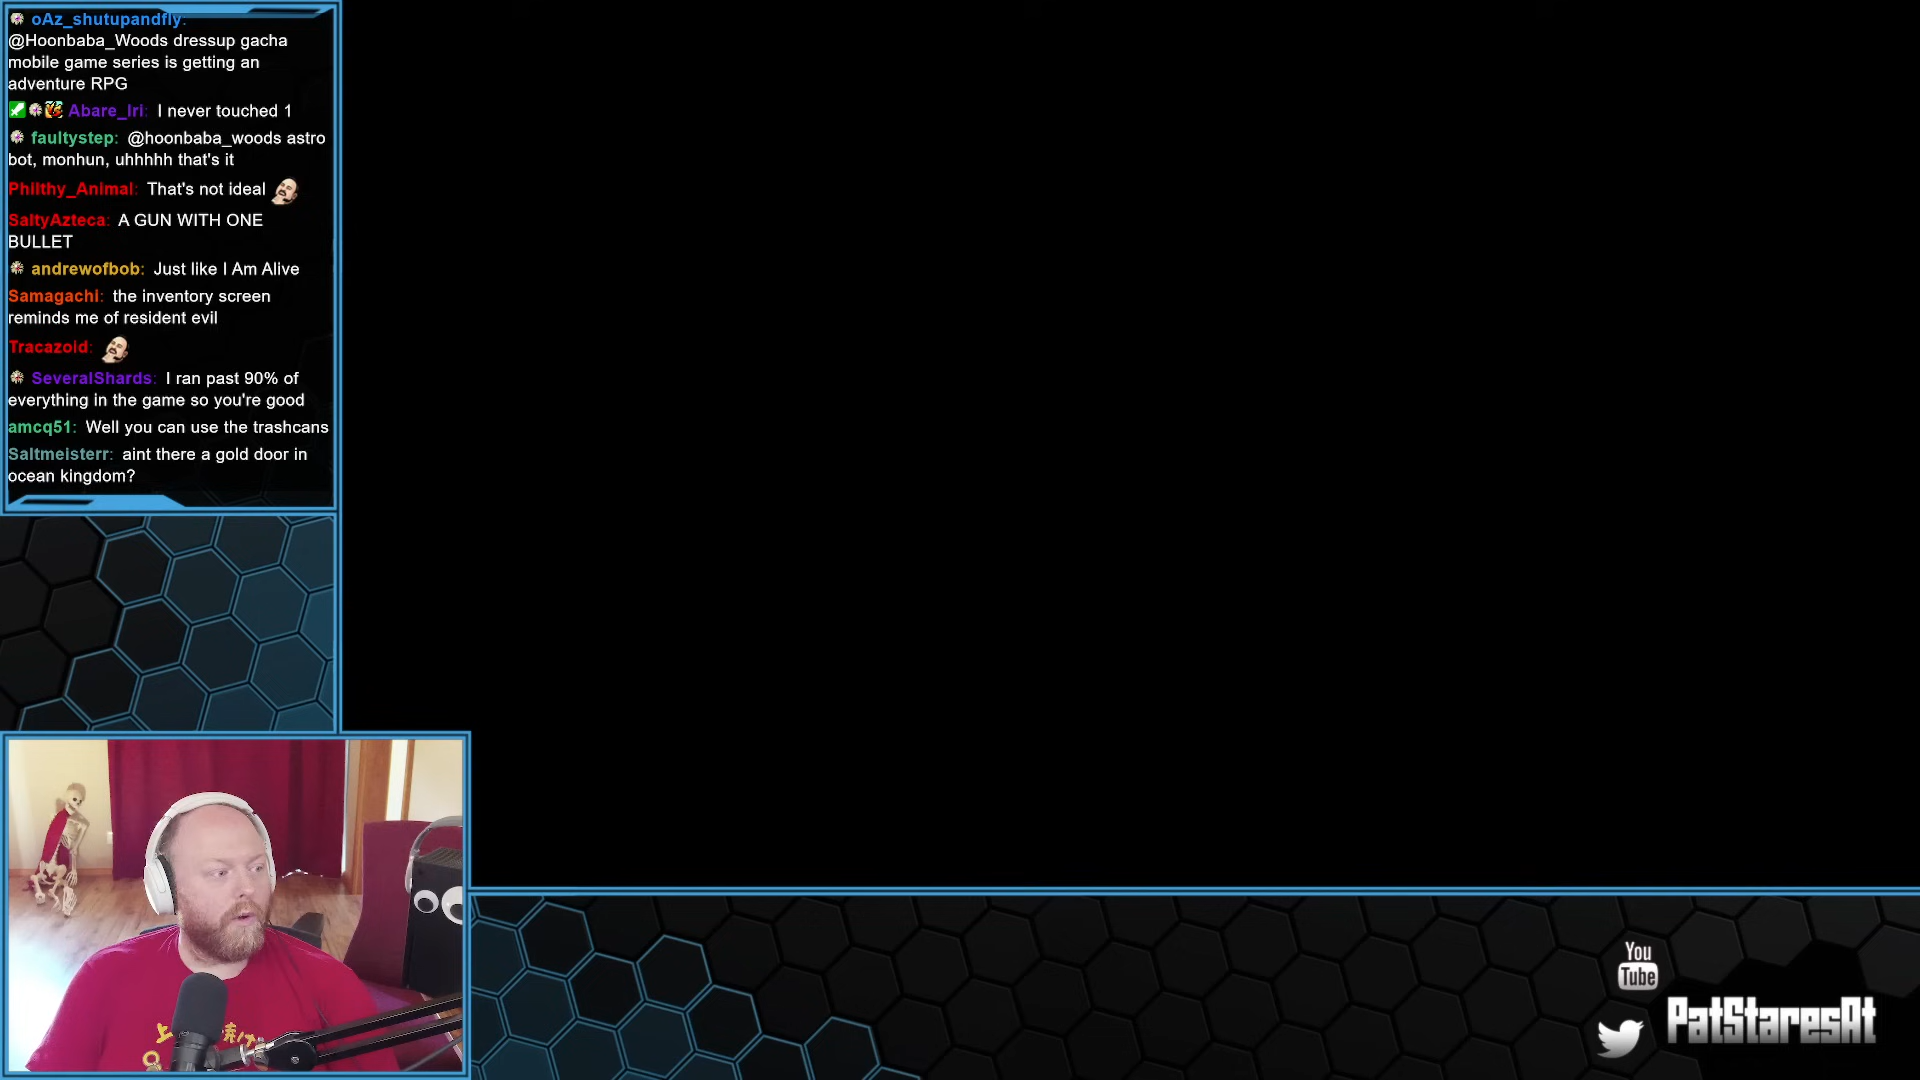 oAz_shutupandfly:
@Hoonbaba_Woods dressup gacha
mobile game series is getting an
adventure RPG
Abare_Iri: I never touched 1
faultystep: @hoonbaba_woods astro
bot, monhun, uhhhhh that's it
Philthy_Animal: That's not ideal
SaltyAzteca: A GUN WITH ONE
BULLET
andrewofbob: Just like I Am Alive
Samagachi: the inventory screen
reminds me of resident evil
Tracazoid:
SeveralShards: I ran past 90% of
everything in the game so you're good
amcq51: Well you can use the trashcans
Saltmeisterr: aint there a gold door in
ocean kingdom?
You
Tube
PatStaresAt